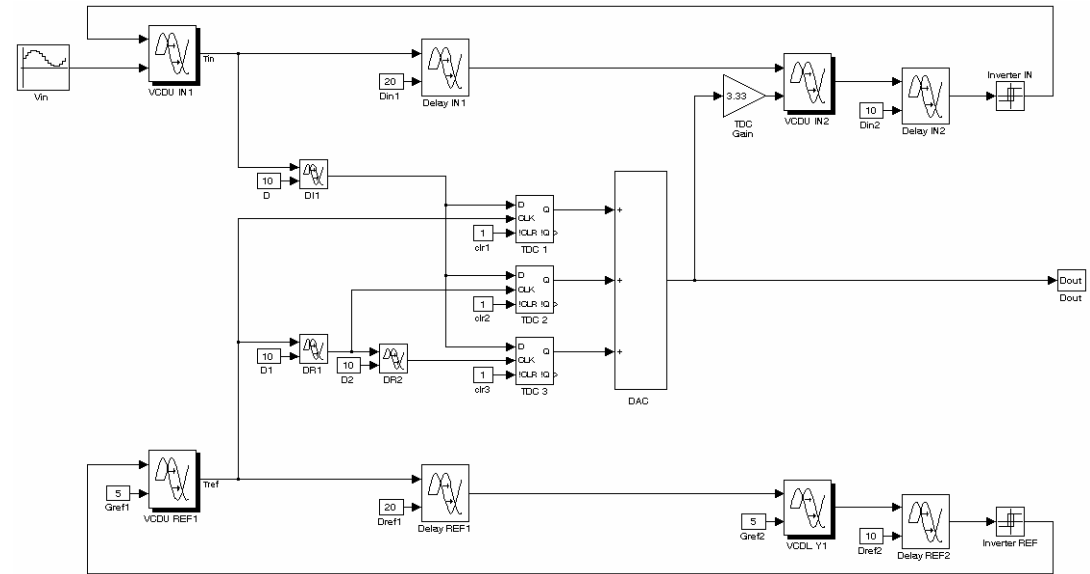 Vin
VCDU IN1
Tin
20
Din1
Delay IN1
3.33
TDC
Gain
VCDU IN2
10
Din2
Delay IN2
Inverter IN
10
D
DI1
D
CLK
!CLR
Q
!Q
1
clr1
TDC 1
+
D
CLK
!CLR
Q
!Q
1
clr2
TDC 2
+
D
CLK
!CLR
Q
!Q
1
clr3
TDC 3
+
DAC
Dout
Dout
10
D1
DR1
10
D2
DR2
5
Gref1
VCDU REF1
Tref
20
Dref1
Delay REF1
5
Gref2
VCDL Y1
10
Dref2
Delay REF2
Inverter REF